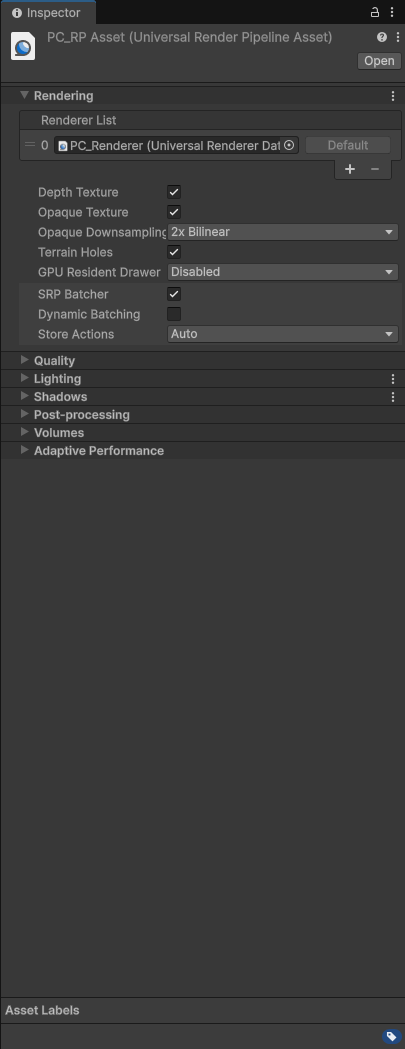 Inspector
PC_RP Asset (Universal Render Pipeline Asset)
Open
Rendering
Renderer List
0 PC_Renderer (Universal Renderer Dat Default
Depth Texture
Opaque Texture
Opaque Downsampling 2x Bilinear
Terrain Holes
GPU Resident Drawer Disabled
SRP Batcher
Dynamic Batching
Store Actions Auto
Quality
Lighting
Shadows
Post-processing
Volumes
Adaptive Performance
Asset Labels